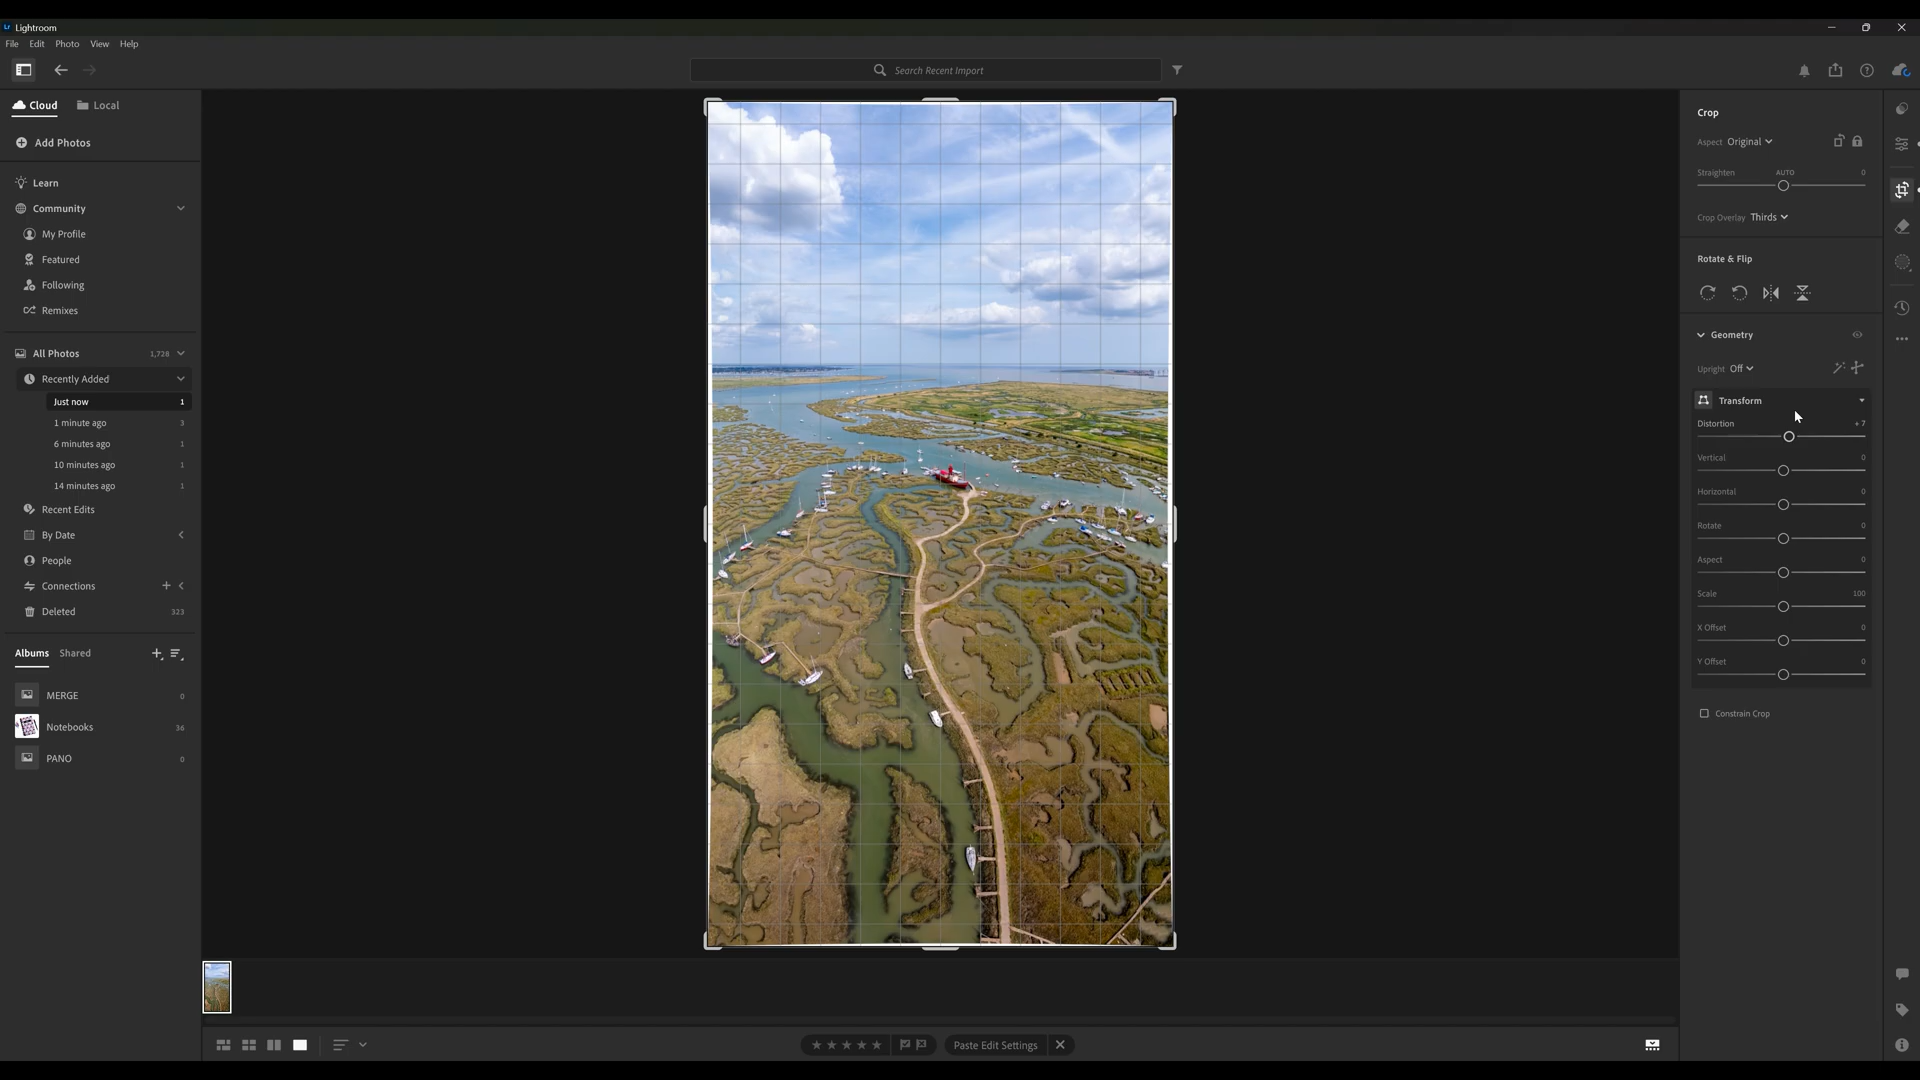 Lr Lightroom
File Edit Photo View Help
Search Recent Import
Cloud Local
Add Photos
Learn
Community
My Profile
Featured
Following
Remixes
All Photos 1,728
Recently Added
Just now 1
1 minute ago 3
6 minutes ago 1
10 minutes ago 1
14 minutes ago 1
Recent Edits
By Date
People
Connections
Deleted 323
Albums Shared
MERGE 0
Notebooks 36
PANO 0
Paste Edit Settings
Crop
Aspect Original
Straighten AUTO 0
Crop Overlay Thirds
Rotate & Flip
Geometry
Upright Off
Transform
Distortion + 7
Vertical 0
Horizontal 0
Rotate 0
Aspect 0
Scale 100
X Offset 0
Y Offset 0
Constrain Crop